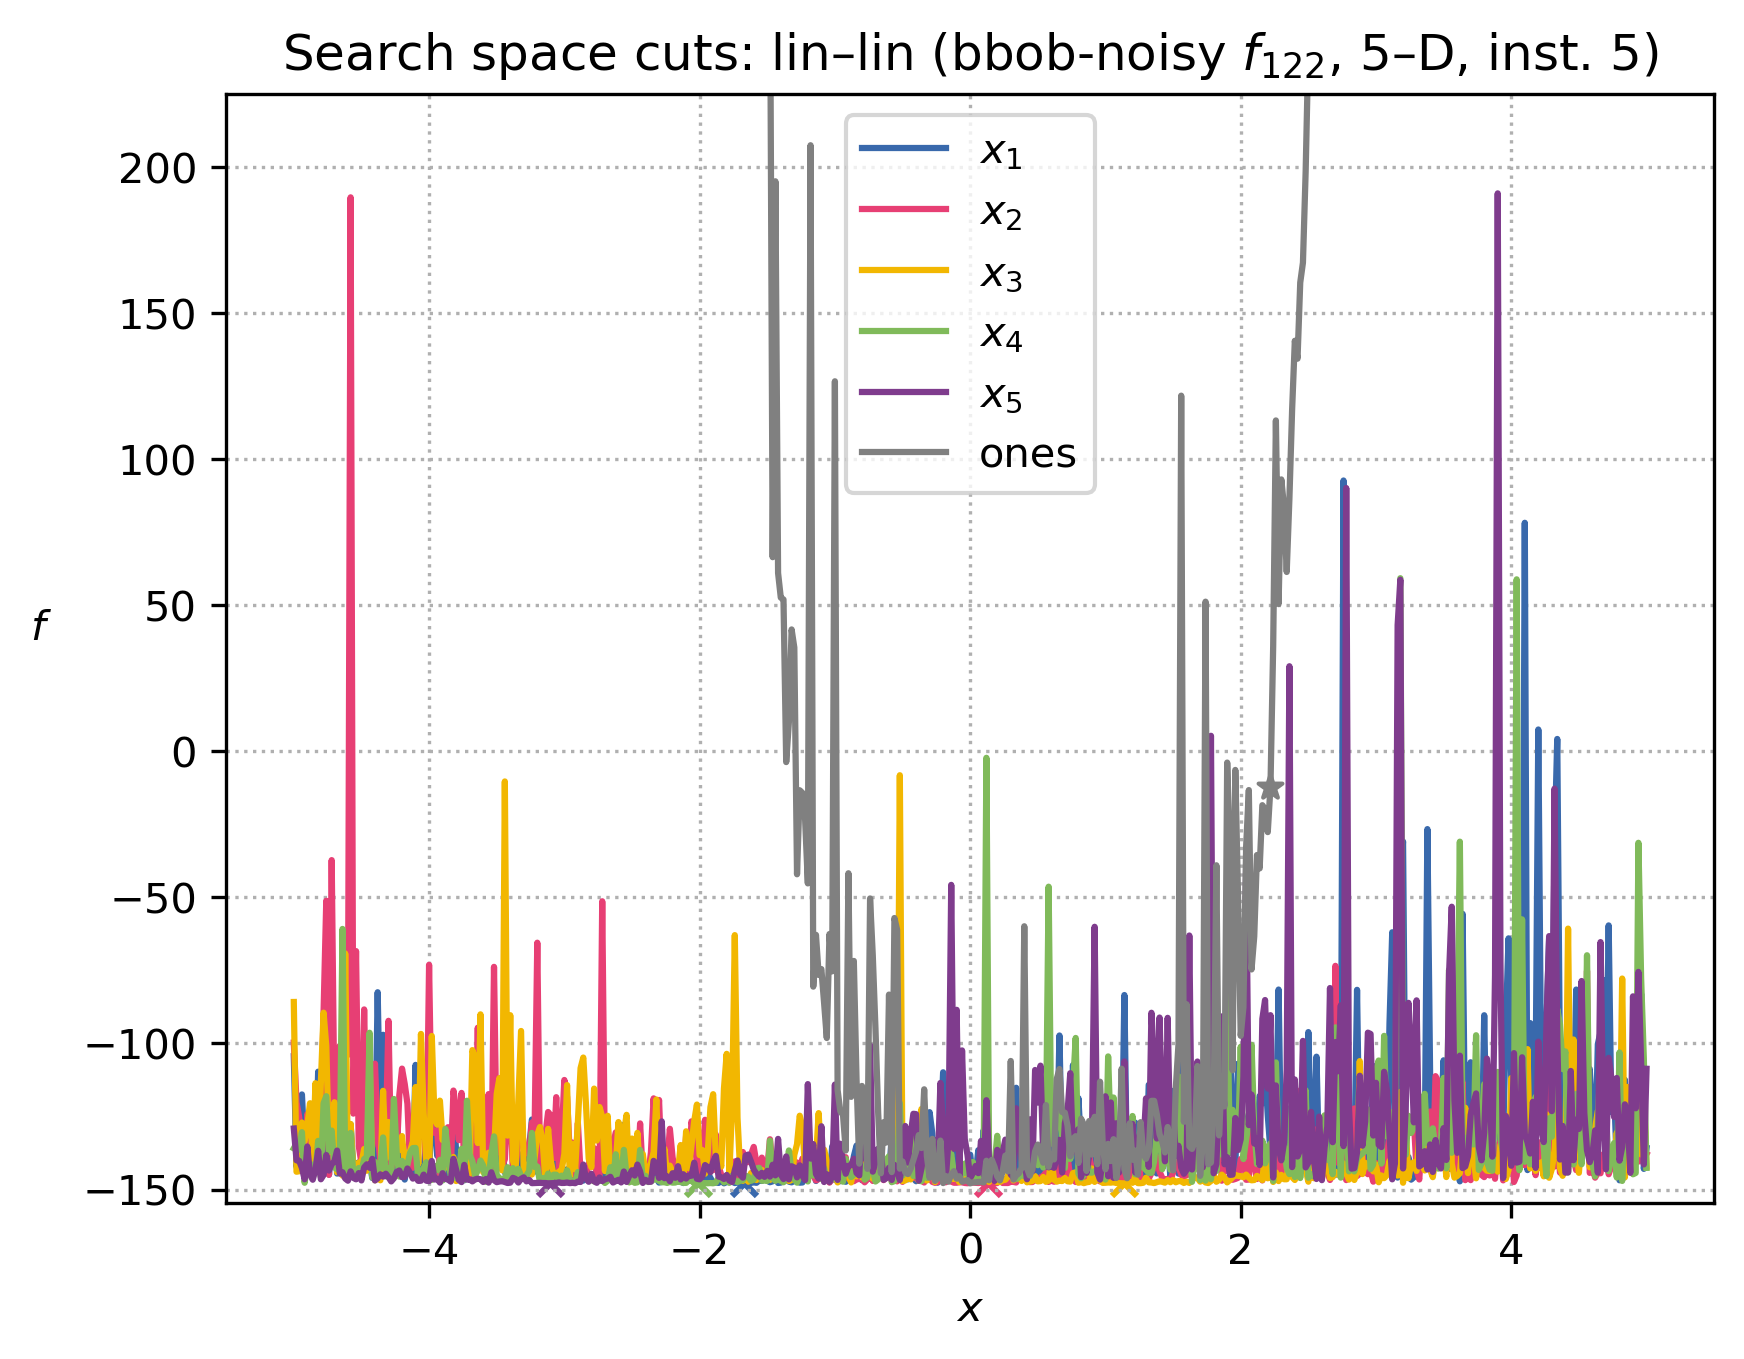 Search space cuts: lin–lin (bbob-noisy f₁₂₂, 5–D, inst. 5)
x₁
x₂
x₃
x₄
x₅
ones
200
150
100
50
0
−50
−100
−150
f
−4 −2 0 2 4
x